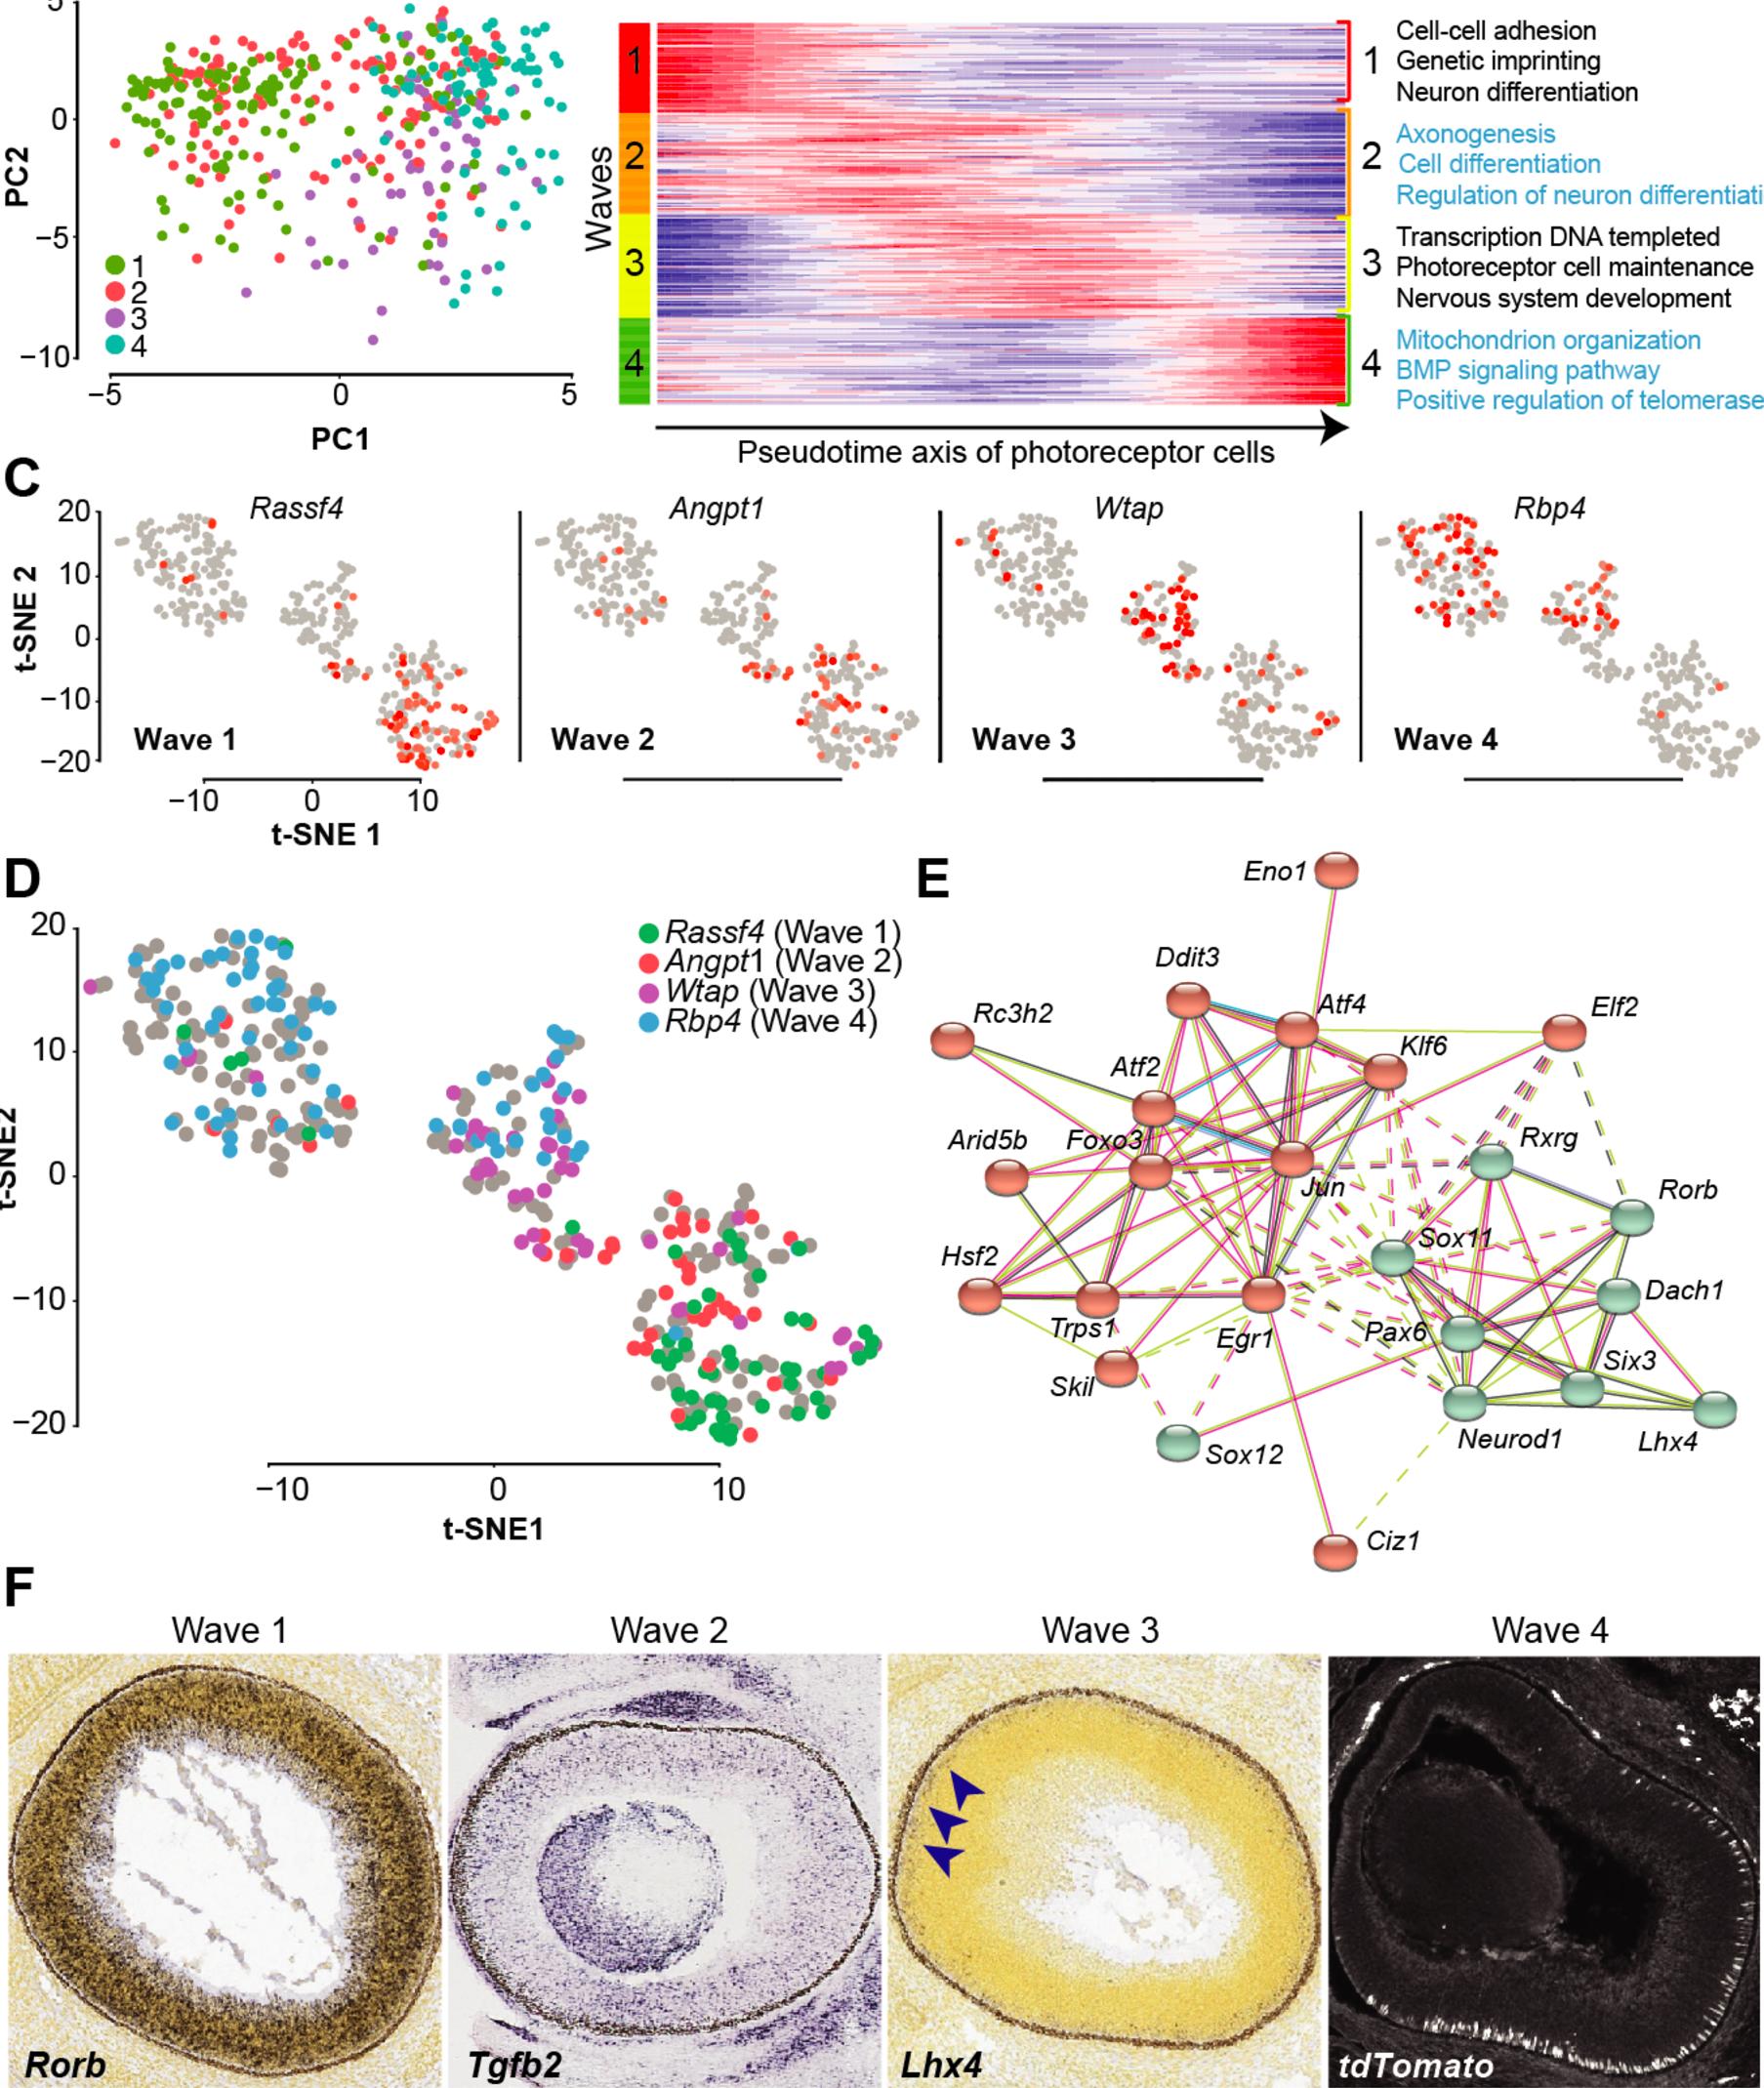 5
0
−5
−10
PC2
1
2
3
4
−5
0
5
PC1
Waves
1
2
3
4
1
Cell-cell adhesion
Genetic imprinting
Neuron differentiation
2
Axonogenesis
Cell differentiation
Regulation of neuron differentiati
3
Transcription DNA templeted
Photoreceptor cell maintenance
Nervous system development
4
Mitochondrion organization
BMP signaling pathway
Positive regulation of telomerase
Pseudotime axis of photoreceptor cells
C
20
10
0
−10
−20
t-SNE 2
Rassf4
Wave 1
Angpt1
Wave 2
Wtap
Wave 3
Rbp4
Wave 4
−10
0
10
t-SNE 1
D
20
10
0
−10
−20
t-SNE2
Rassf4 (Wave 1)
Angpt1 (Wave 2)
Wtap (Wave 3)
Rbp4 (Wave 4)
−10
0
10
t-SNE1
E
Eno1
Ddit3
Rc3h2
Atf4
Elf2
Klf6
Atf2
Arid5b
Foxo3
Rxrg
Jun
Rorb
Sox11
Hsf2
Dach1
Trps1
Egr1
Pax6
Six3
Skil
Sox12
Neurod1
Lhx4
Ciz1
F
Wave 1
Wave 2
Wave 3
Wave 4
Rorb
Tgfb2
Lhx4
tdTomato